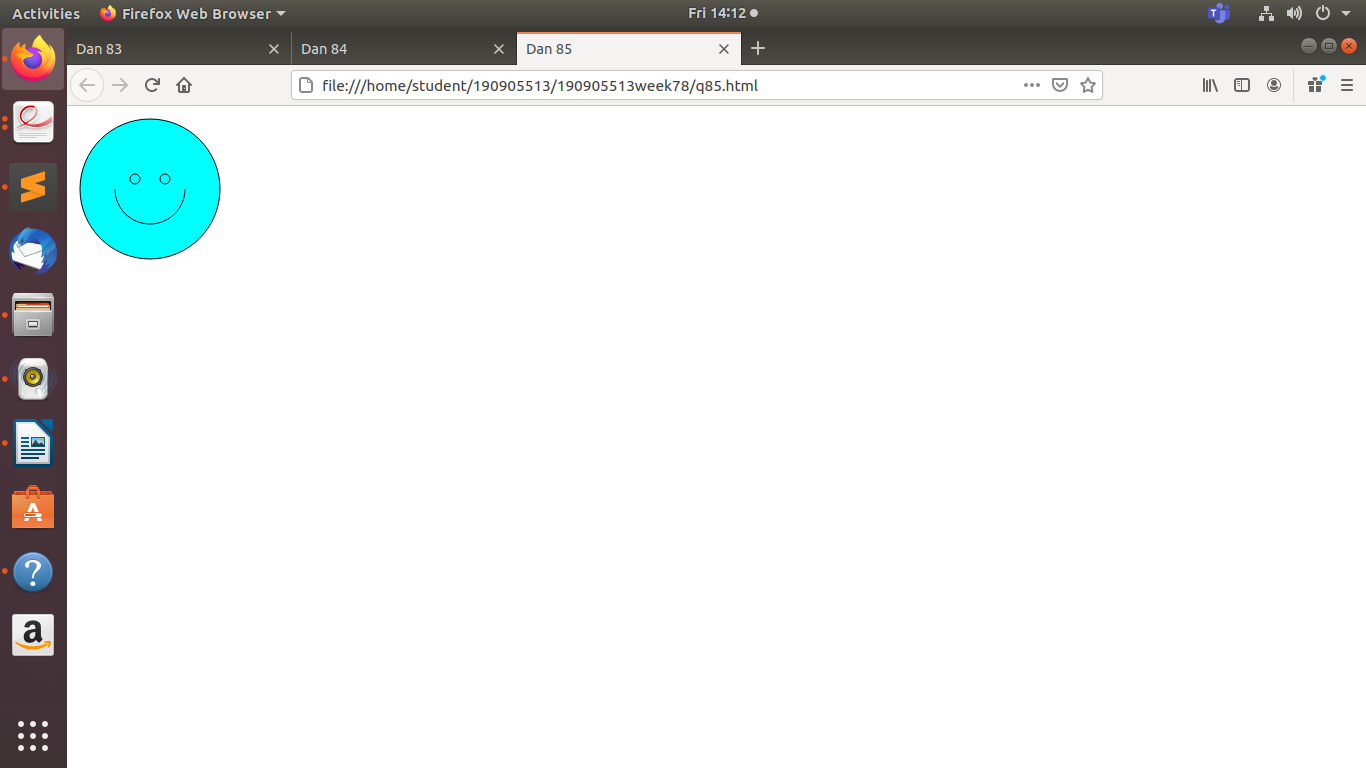 Activities Firefox Web Browser Fri 14:12
Dan 83 Dan 84 Dan 85
file:///home/student/190905513/190905513week78/q85.html
T
?
A
a